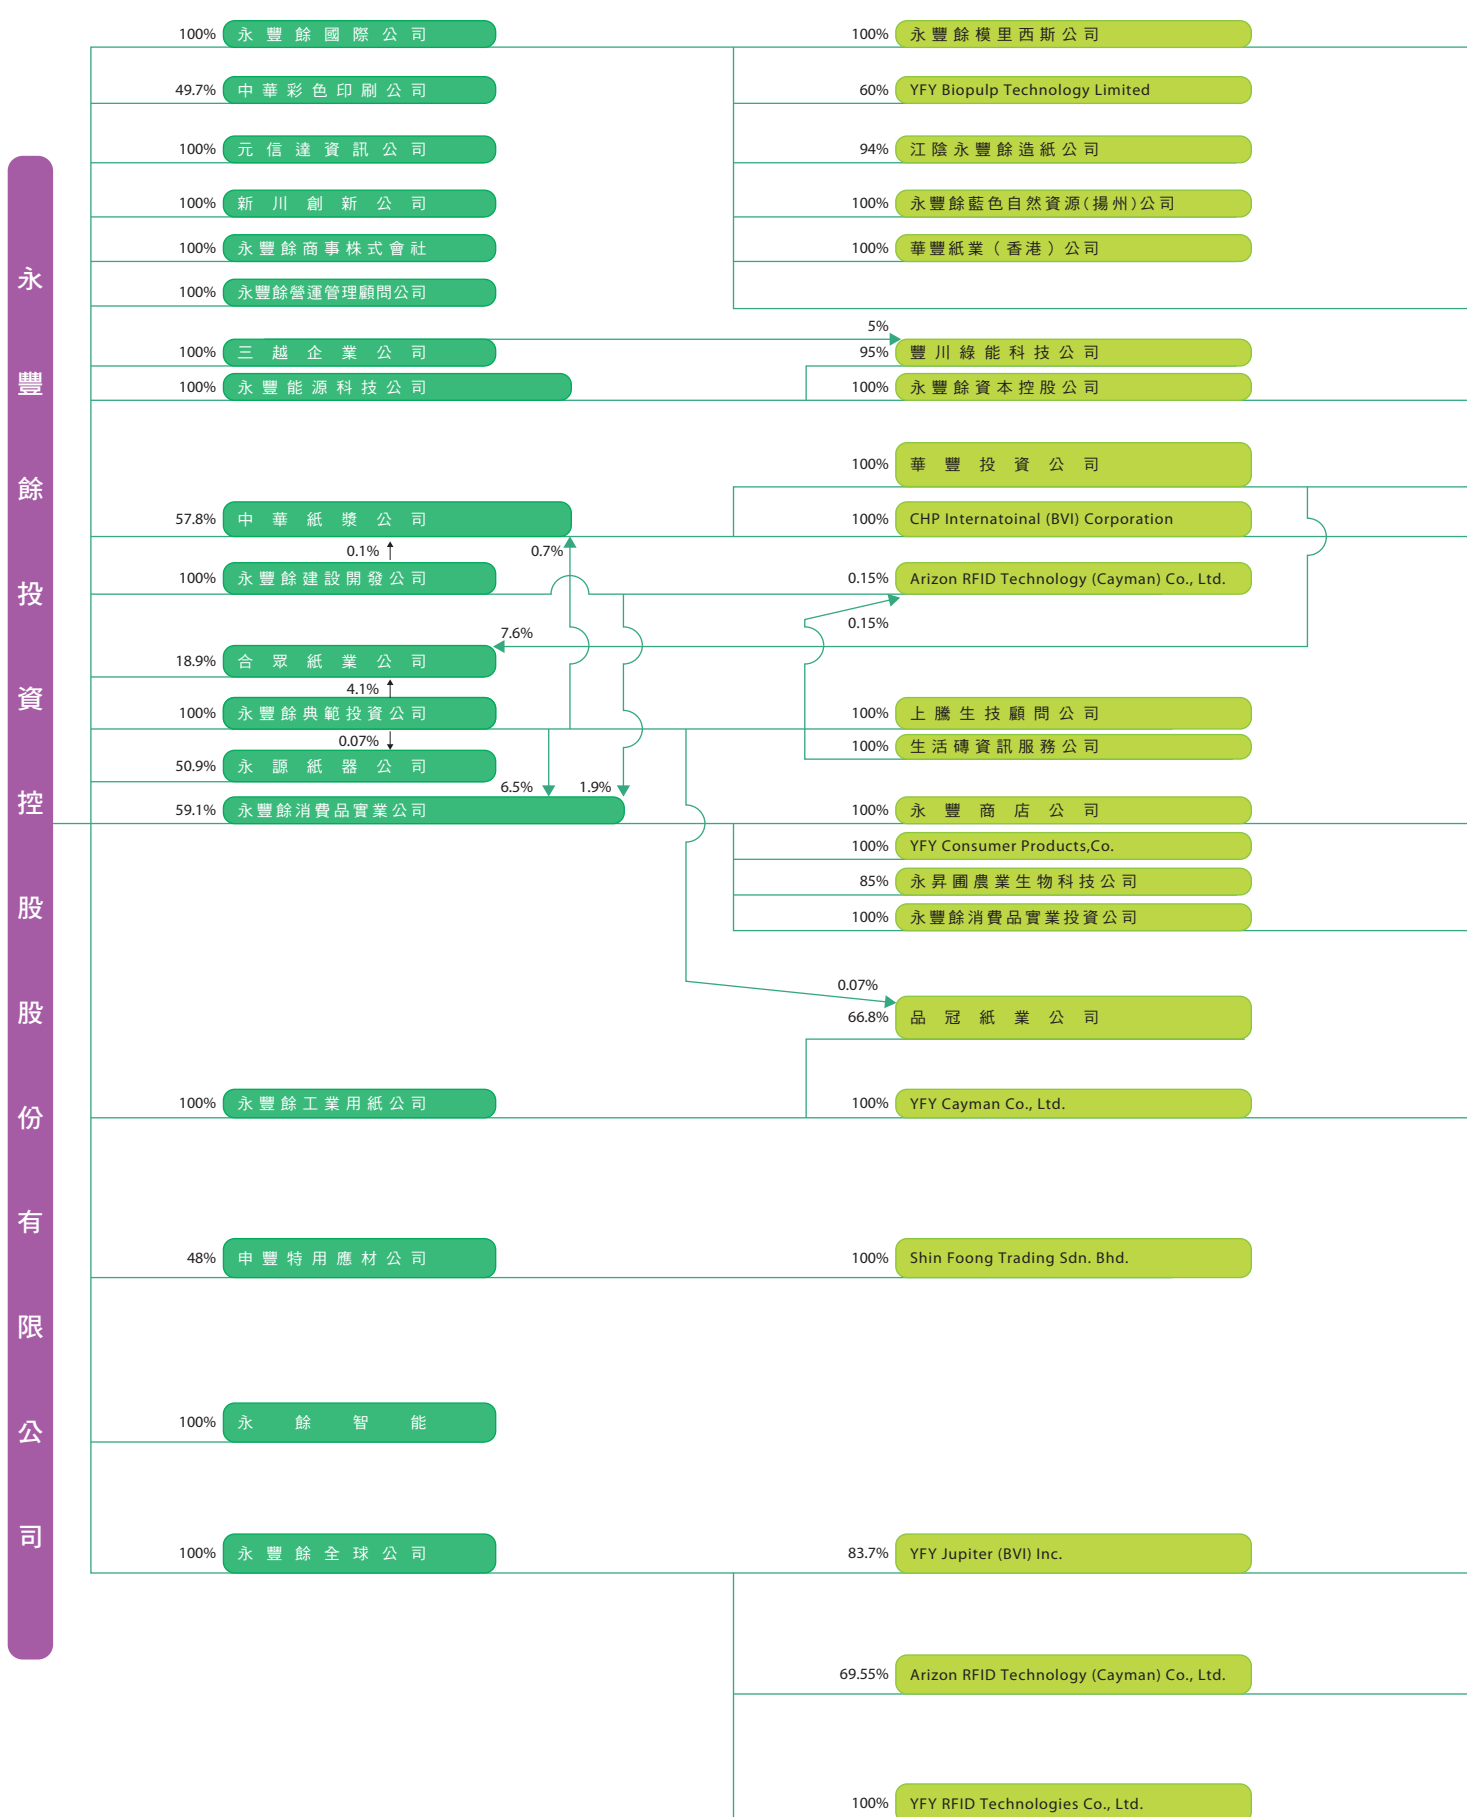 永豐餘投資控股股份有限公司
100% 永豐餘國際公司
49.7% 中華彩色印刷公司
100% 元信達資訊公司
100% 新川創新公司
100% 永豐餘商事株式會社
100% 永豐餘營運管理顧問公司
100% 三越企業公司
100% 永豐能源科技公司
57.8% 中華紙漿公司
0.1%
0.7%
100% 永豐餘建設開發公司
7.6%
18.9% 合眾紙業公司
4.1%
100% 永豐餘典範投資公司
0.07%
50.9% 永源紙器公司
6.5%
1.9%
59.1% 永豐餘消費品實業公司
100% 永豐餘工業用紙公司
48% 申豐特用應材公司
100% 永餘智能
100% 永豐餘全球公司
100% 永豐餘模里西斯公司
60% YFY Biopulp Technology Limited
94% 江陰永豐餘造紙公司
100% 永豐餘藍色自然資源(揚州)公司
100% 華豐紙業（香港）公司
5%
95% 豐川綠能科技公司
100% 永豐餘資本控股公司
100% 華豐投資公司
100% CHP Internatoinal (BVI) Corporation
0.15% Arizon RFID Technology (Cayman) Co., Ltd.
0.15%
100% 上騰生技顧問公司
100% 生活磚資訊服務公司
100% 永豐商店公司
100% YFY Consumer Products,Co.
85% 永昇圃農業生物科技公司
100% 永豐餘消費品實業投資公司
0.07%
66.8% 品冠紙業公司
100% YFY Cayman Co., Ltd.
100% Shin Foong Trading Sdn. Bhd.
83.7% YFY Jupiter (BVI) Inc.
69.55% Arizon RFID Technology (Cayman) Co., Ltd.
100% YFY RFID Technologies Co., Ltd.